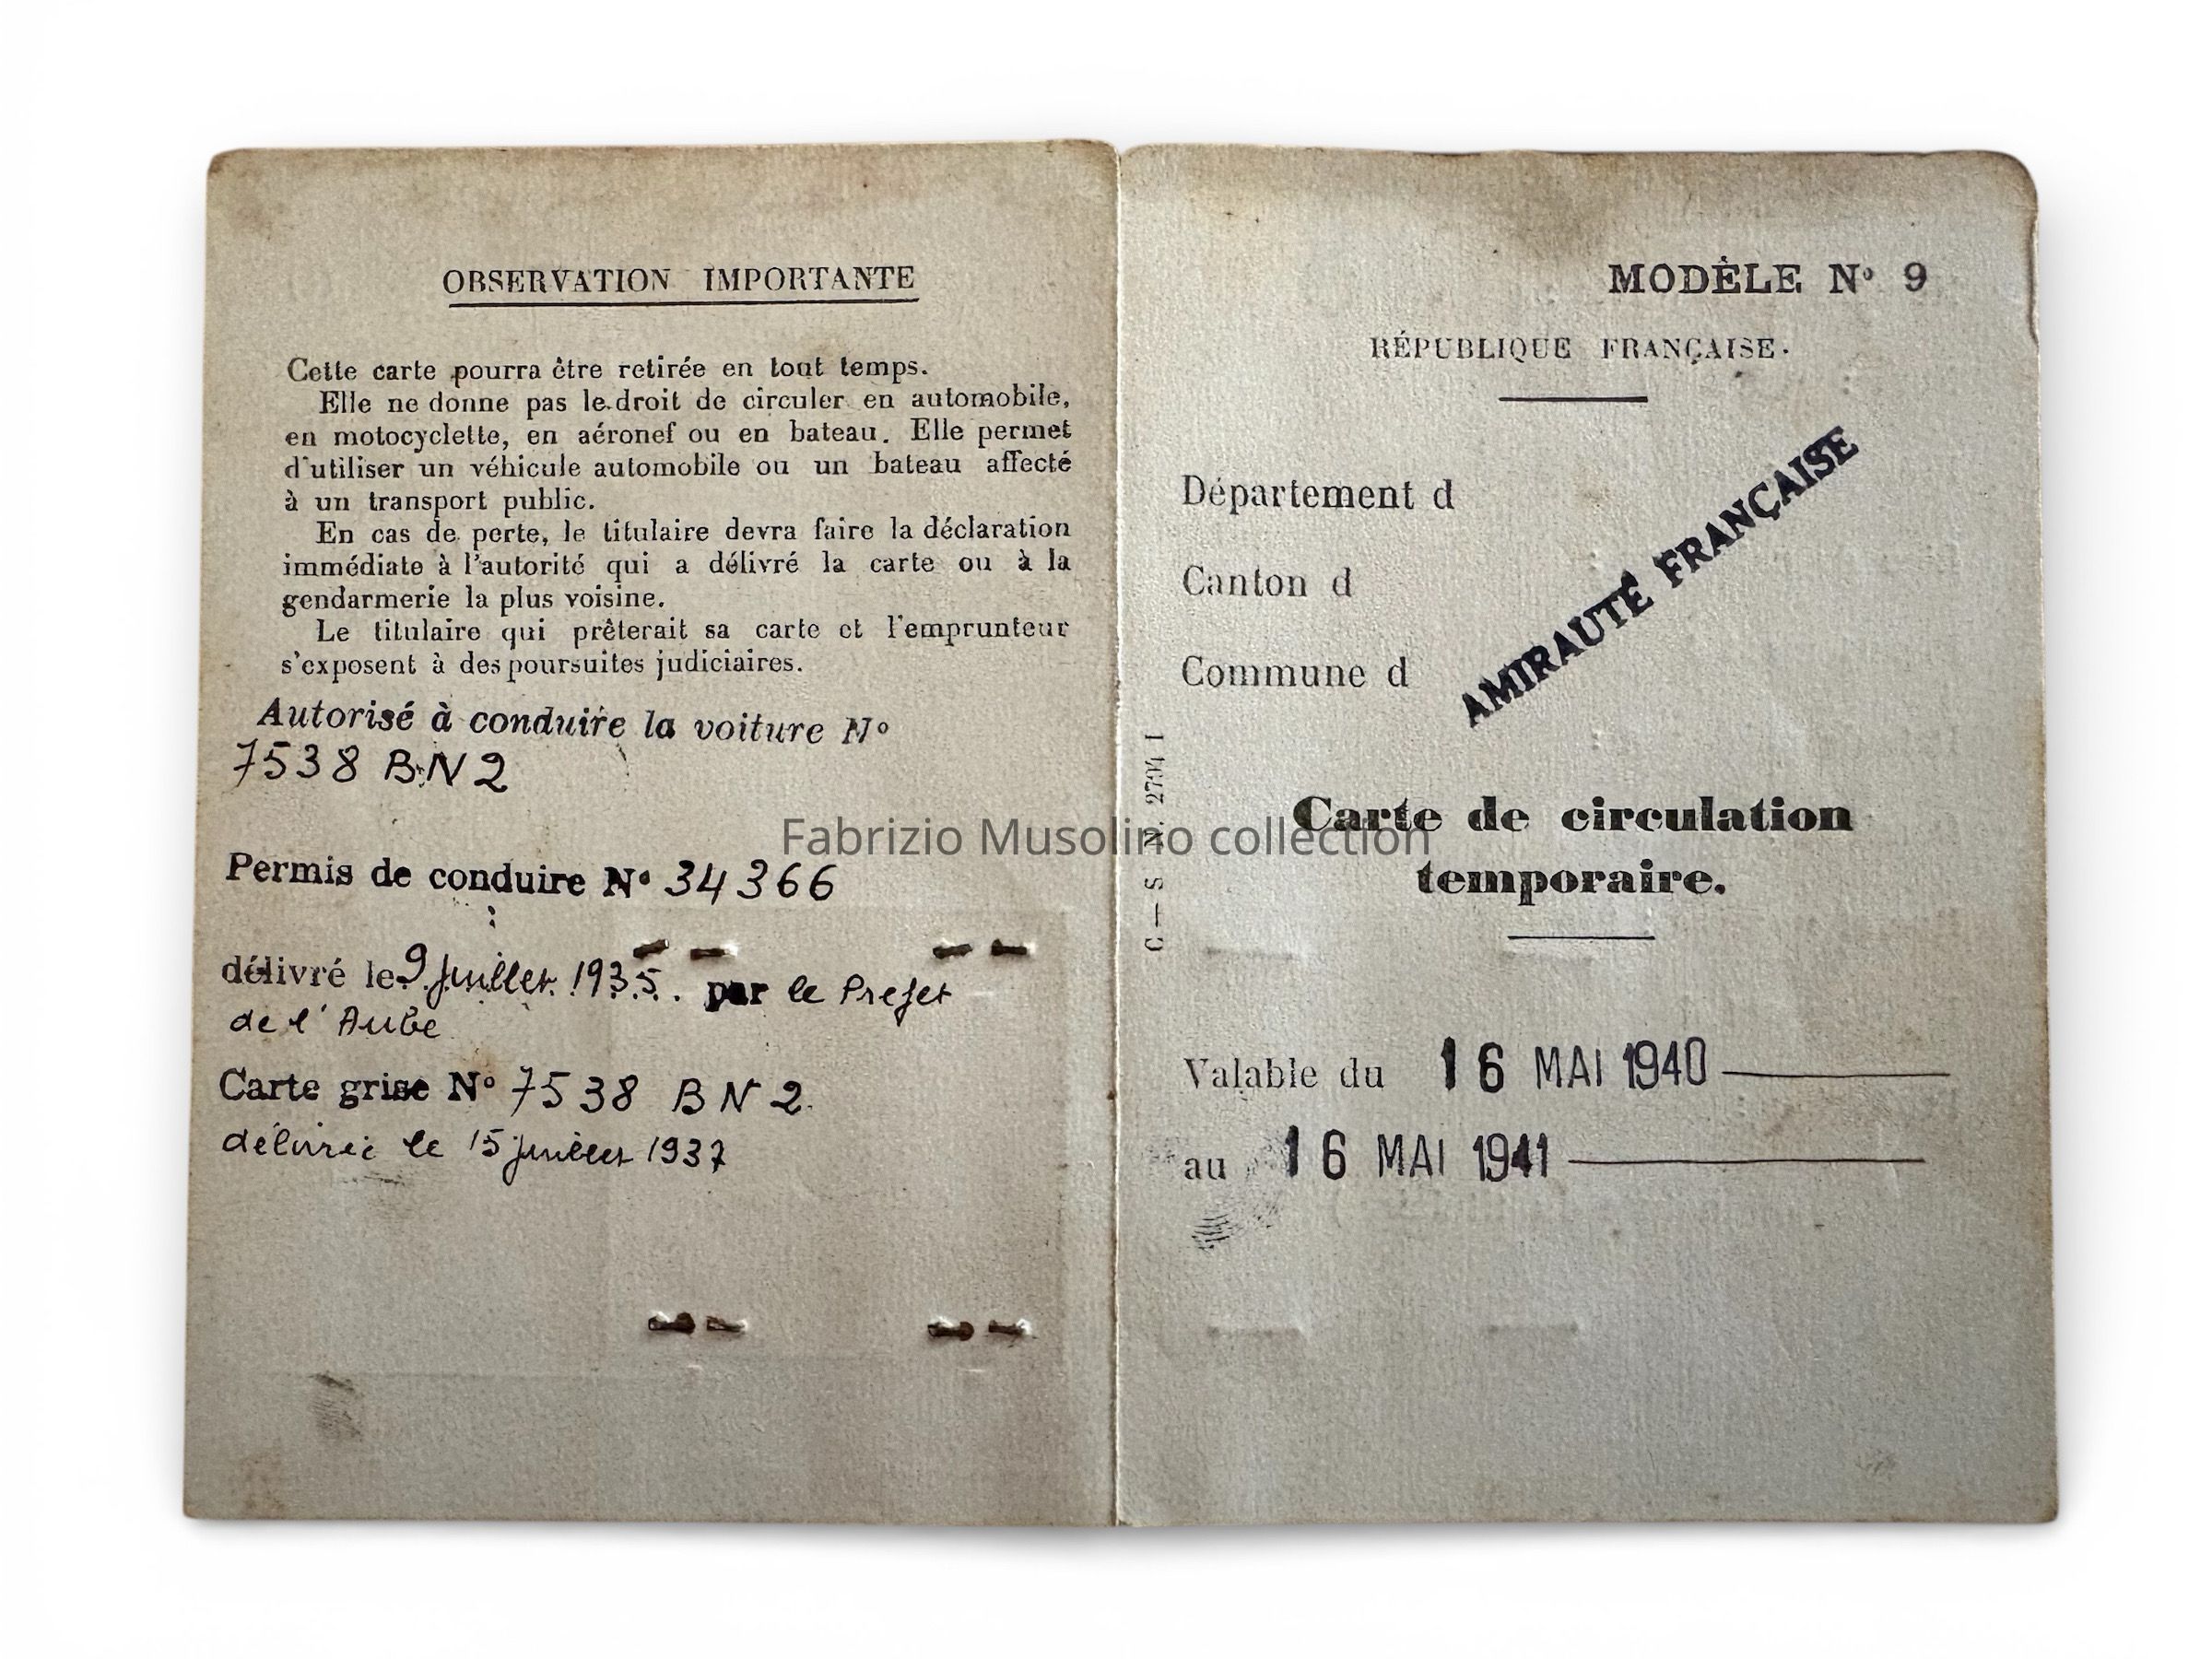 OBSERVATION IMPORTANTE
Cette carte pourra être retirée en tout temps.
Elle ne donne pas le droit de circuler en automobile,
en motocyclette, en aéronef ou en bateau. Elle permet
d'utiliser un véhicule automobile ou un bateau affecté
à un transport public.
En cas de perte, le titulaire devra faire la déclaration
immédiate à l'autorité qui a délivré la carte ou à la
gendarmerie la plus voisine.
Le titulaire qui prêterait sa carte et l'emprunteur
s'exposent à des poursuites judiciaires.
Autorisé à conduire la voiture N°
7538 BN2
Permis de conduire N° 34366
délivré le 9 juillet 1935. par le Prefet
de l'Aube
Carte grise N° 7538 BN2
délivrée le 15 juillet 1937
MODÈLE N° 9
RÉPUBLIQUE FRANÇAISE.
Département d
Canton d
Commune d
AMIRAUTÉ FRANÇAISE
C — S N. 2794 I
Carte de circulation
temporaire.
Valable du 16 MAI 1940
au 16 MAI 1941
Fabrizio Musolino collection